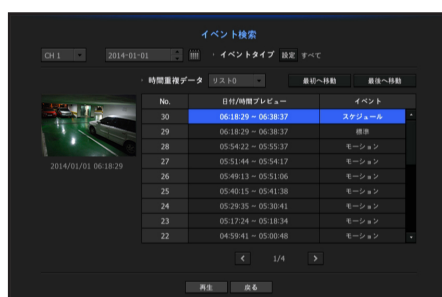 イベント検索
CH 1 2014-01-01 イベントタイプ 設定 すべて
時間重複データ リスト0 最初へ移動 最後へ移動
No. 日付/時間プレビュー イベント
30 06:18:29 ~ 06:38:37 スケジュール
29 06:18:29 ~ 06:38:37 標準
28 05:54:22 ~ 05:55:37 モーション
27 05:51:44 ~ 05:54:17 モーション
26 05:49:13 ~ 05:51:06 モーション
25 05:40:15 ~ 05:41:38 モーション
24 05:29:35 ~ 05:30:41 モーション
23 05:17:24 ~ 05:18:34 モーション
22 04:59:41 ~ 05:00:48 モーション
2014/01/01 06:18:29
< 1/4 >
再生 戻る